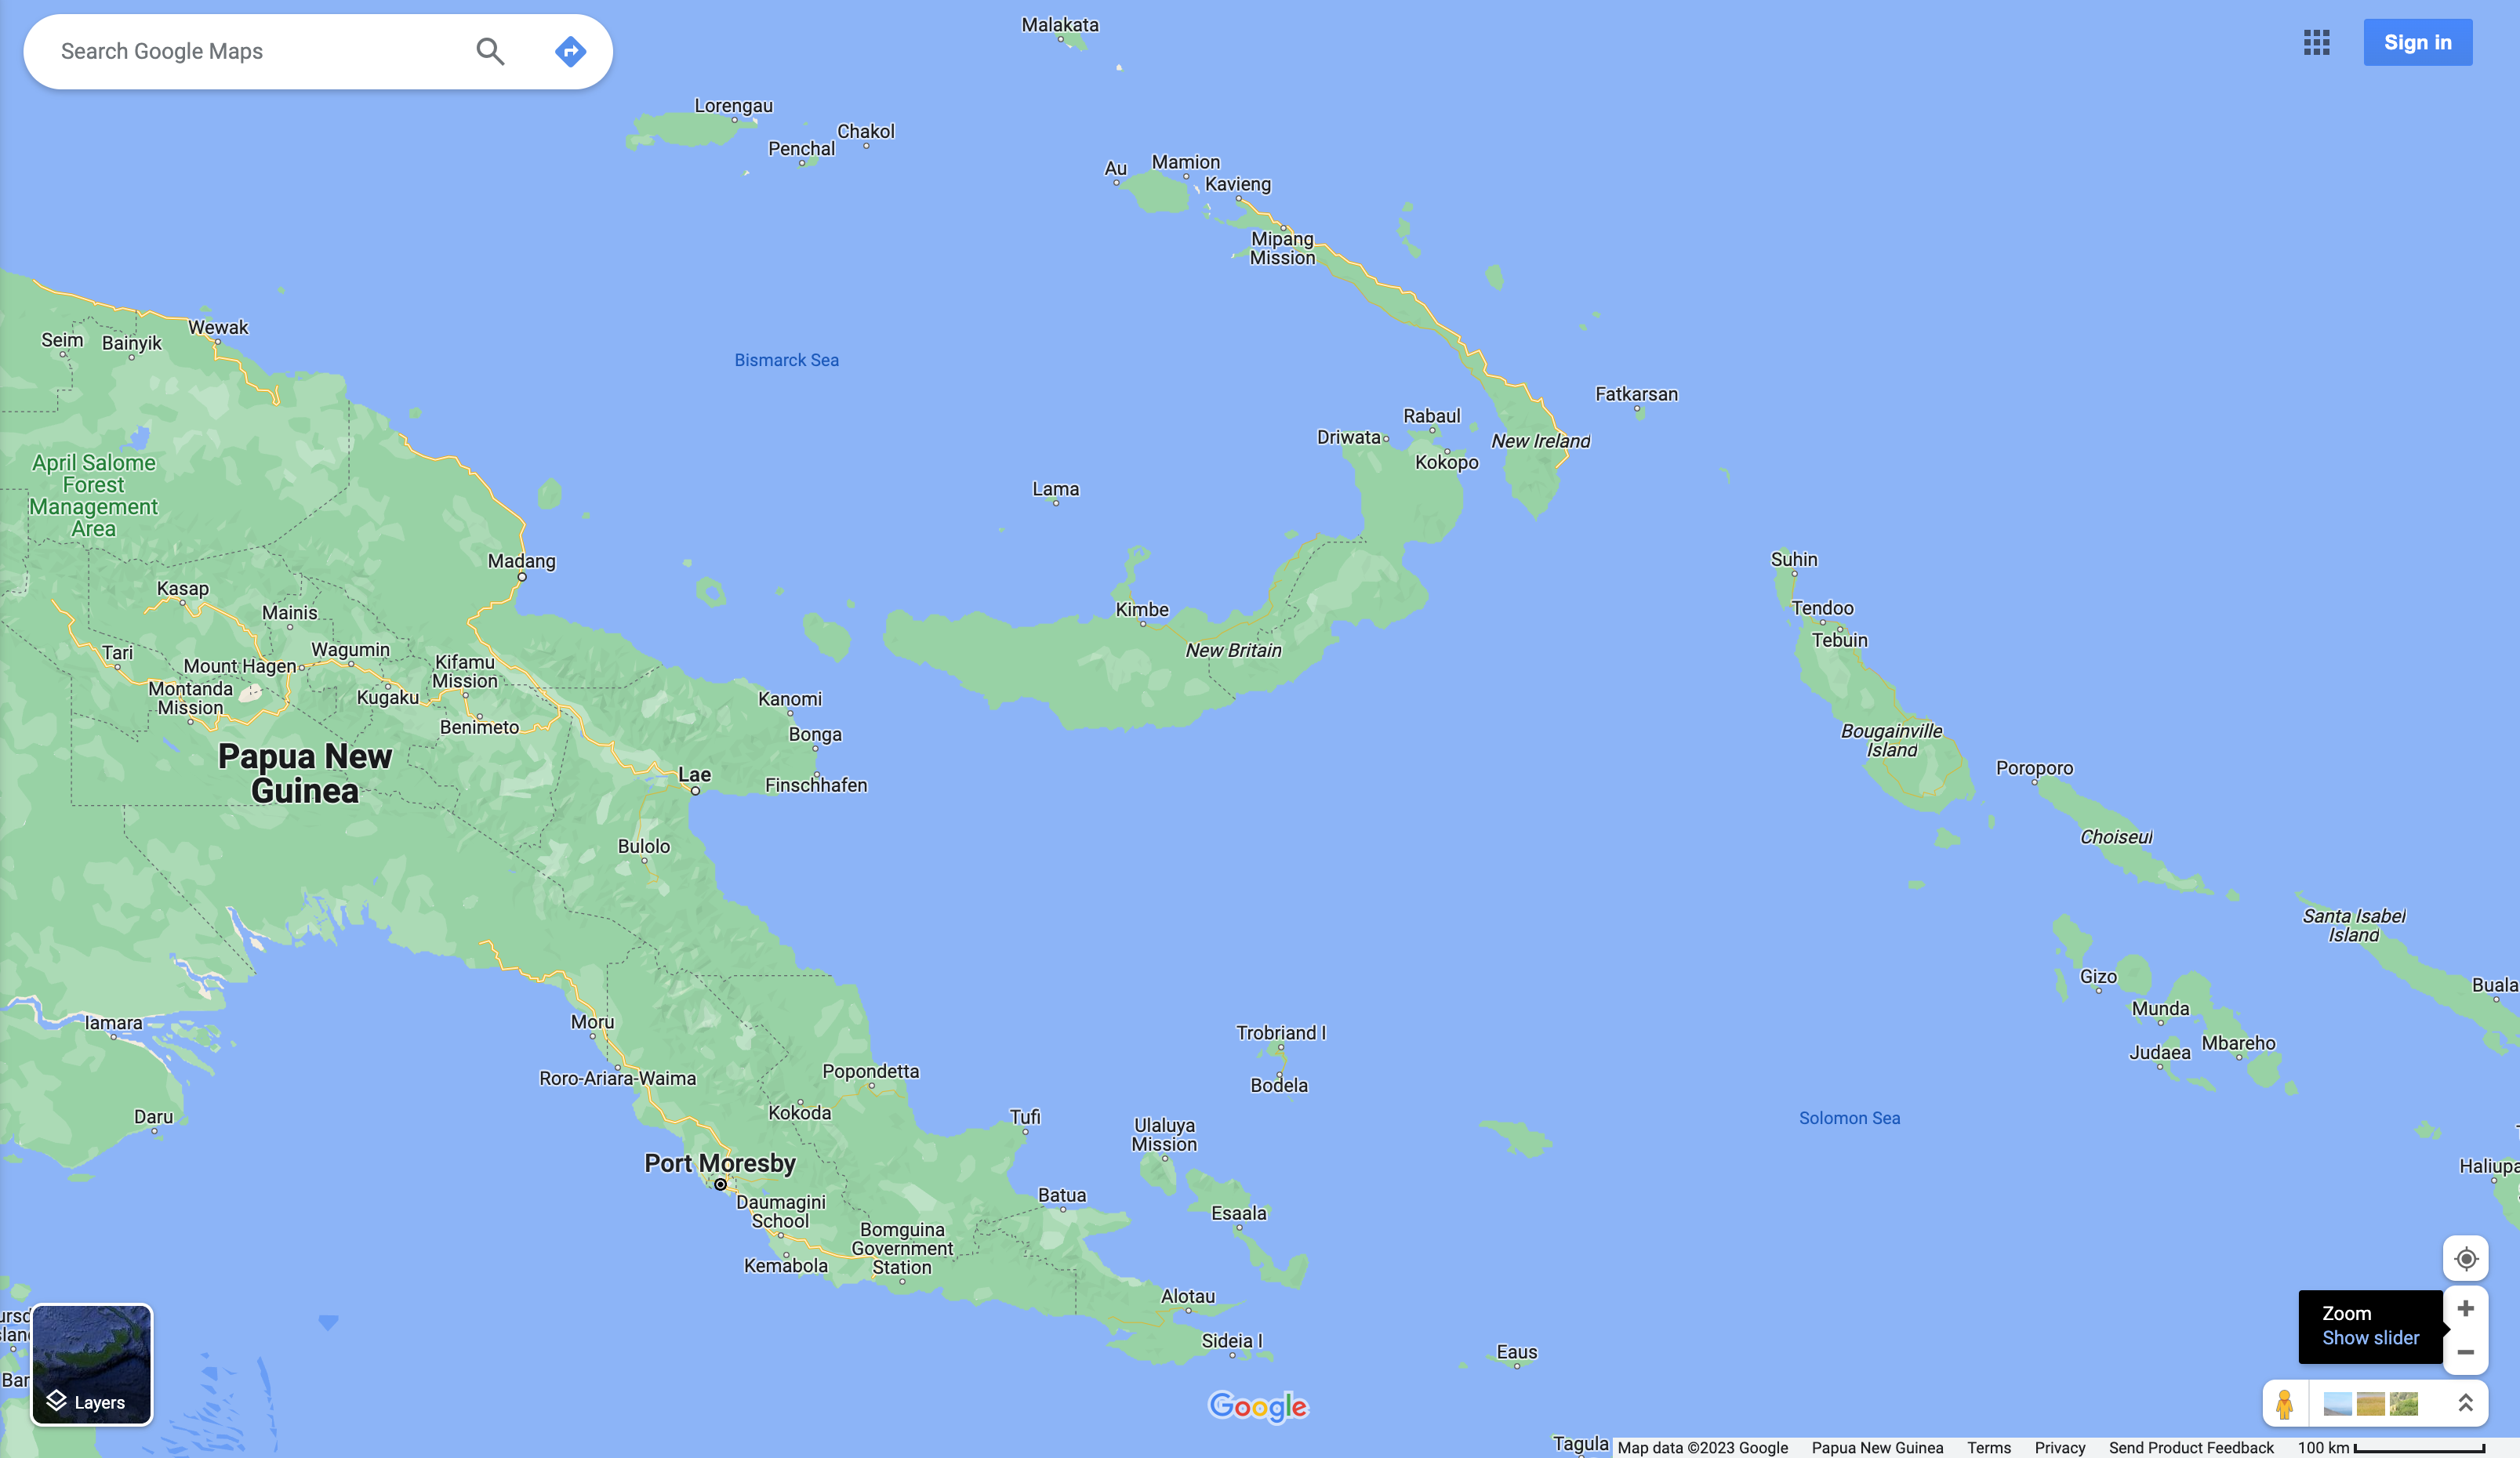 Search Google Maps
Sign in
Malakata
Lorengau
Chakol
Penchal
Au
Mamion
Kavieng
Mipang
Mission
Wewak
Seim
Bainyik
Bismarck Sea
Fatkarsan
Rabaul
Driwata
New Ireland
Kokopo
April Salome
Forest
Management
Area
Lama
Madang
Suhin
Kasap
Mainis
Kimbe
Tendoo
Tebuin
New Britain
Tari
Mount Hagen
Wagumin
Kifamu
Mission
Montanda
Mission
Kugaku
Kanomi
Benimeto
Bonga
Bougainville
Island
Papua New
Guinea
Lae
Finschhafen
Poroporo
Choiseul
Bulolo
Santa Isabel
Island
Gizo
Buala
Munda
Iamara
Moru
Trobriand I
Judaea
Mbareho
Roro-Ariara-Waima
Popondetta
Bodela
Kokoda
Daru
Tufi
Ulaluya
Mission
Solomon Sea
Port Moresby
Haliupa
Batua
Daumagini
School
Esaala
Bomguina
Government
Station
Kemabola
Alotau
Zoom
Show slider
ursd
slan
Sideia I
Eaus
Bar
Layers
Google
Tagula
Map data ©2023 Google
Papua New Guinea
Terms
Privacy
Send Product Feedback
100 km